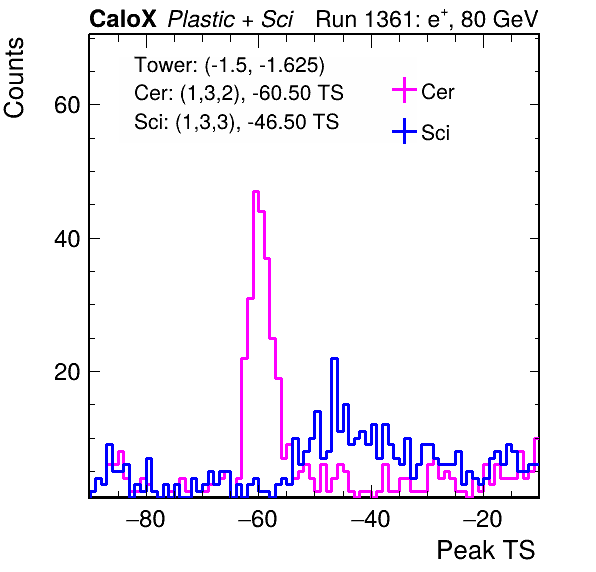 CaloX Plastic + Sci Run 1361: e+, 80 GeV
Counts
Tower: (-1.5, -1.625)
Cer: (1,3,2), -60.50 TS
Sci: (1,3,3), -46.50 TS
Cer
Sci
60
40
20
−80 −60 −40 −20
Peak TS